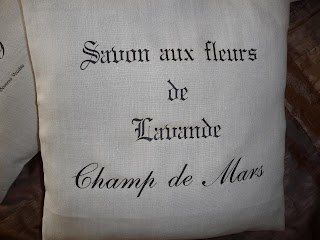 Savon aux fleurs
de
Lavande
Champ de Mars